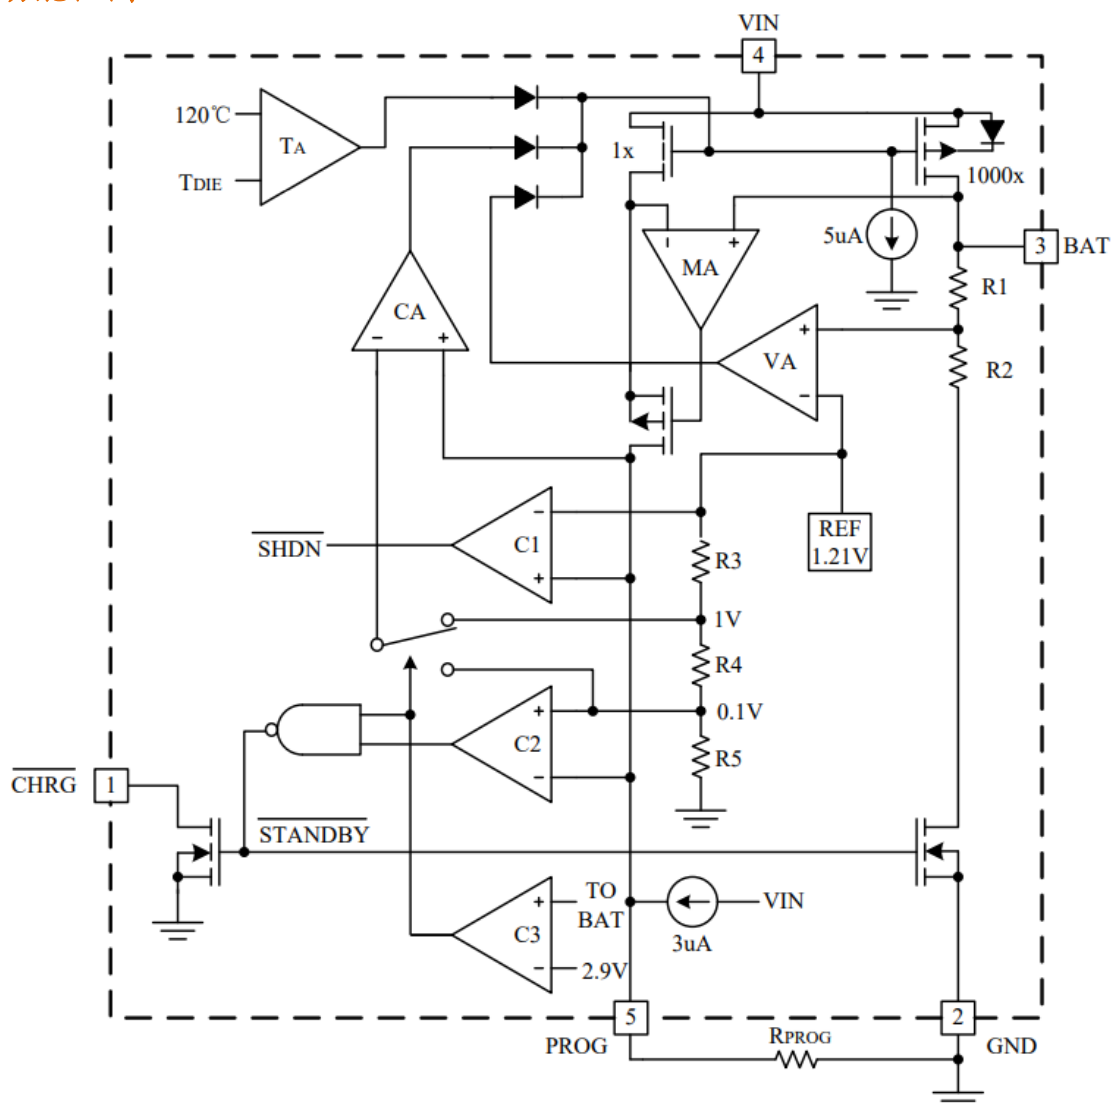 VIN
4
120℃
TA
TDIE
1x
1000x
5uA
3
BAT
MA
R1
CA
VA
R2
SHDN
C1
REF
1.21V
R3
1V
R4
0.1V
C2
R5
CHRG
1
STANDBY
TO
BAT
VIN
C3
3uA
2.9V
5
2
PROG
RPROG
GND